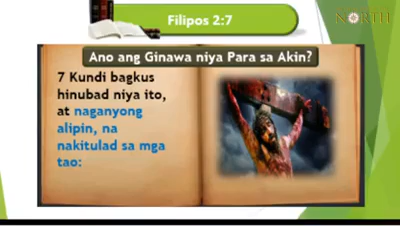 Filipos 2:7
NORTH
Ano ang Ginawa niya Para sa Akin?
7 Kundi bagkus
hinubad niya ito,
at naganyong
alipin, na
nakitulad sa mga
tao: